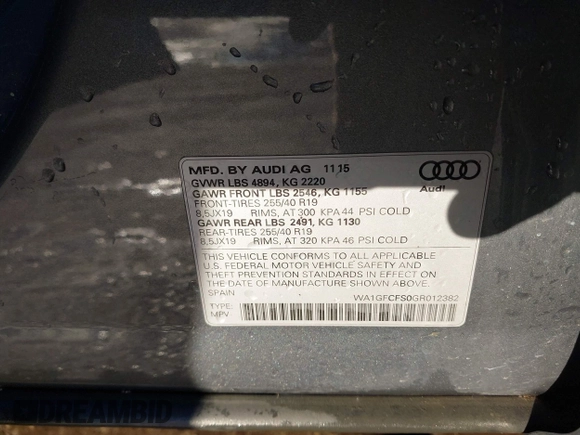 MFD. BY AUDI AG 11 15
GVWR LBS 4894, KG 2220
GAWR FRONT LBS 2546, KG 1155
FRONT-TIRES 255/40 R19
8,5JX19 RIMS, AT 300 KPA 44 PSI COLD
GAWR REAR LBS 2491, KG 1130
REAR-TIRES 255/40 R19
8,5JX19 RIMS, AT 320 KPA 46 PSI COLD
Audi
THIS VEHICLE CONFORMS TO ALL APPLICABLE
U.S. FEDERAL MOTOR VEHICLE SAFETY AND
THEFT PREVENTION STANDARDS IN EFFECT ON
THE DATE OF MANUFACTURE SHOWN ABOVE.
SPAIN
WA1GFCFS0GR012382
TYPE:
MPV
DREAMBID